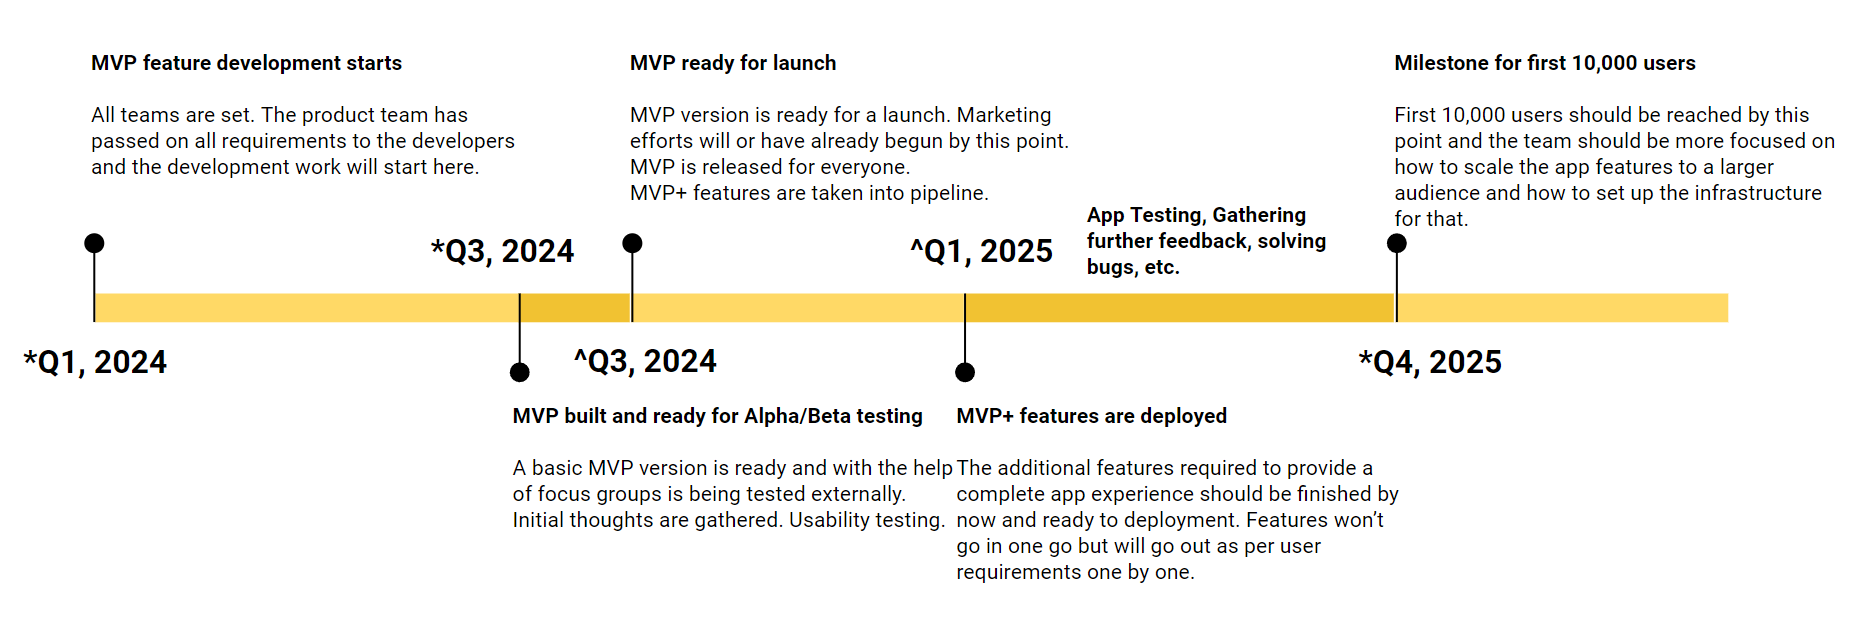 MVP feature development starts
All teams are set. The product team has
passed on all requirements to the developers
and the development work will start here.
MVP ready for launch
MVP version is ready for a launch. Marketing
efforts will or have already begun by this point.
MVP is released for everyone.
MVP+ features are taken into pipeline.
Milestone for first 10,000 users
First 10,000 users should be reached by this
point and the team should be more focused on
how to scale the app features to a larger
audience and how to set up the infrastructure
for that.
App Testing, Gathering
further feedback, solving
bugs, etc.
*Q3, 2024
^Q1, 2025
*Q1, 2024
^Q3, 2024
*Q4, 2025
MVP built and ready for Alpha/Beta testing
A basic MVP version is ready and with the help
of focus groups is being tested externally.
Initial thoughts are gathered. Usability testing.
MVP+ features are deployed
The additional features required to provide a
complete app experience should be finished by
now and ready to deployment. Features won’t
go in one go but will go out as per user
requirements one by one.